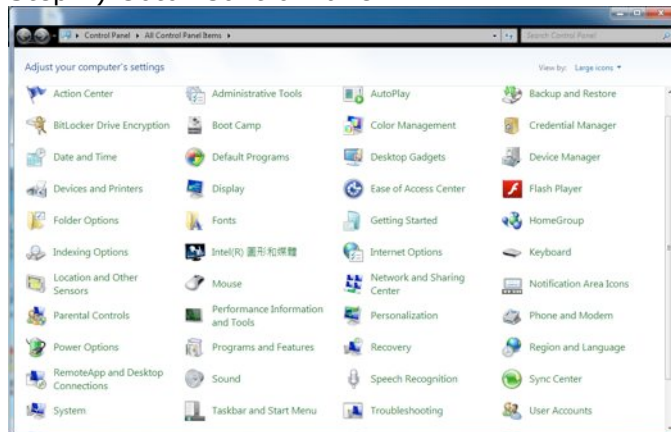 Control Panel ▸ All Control Panel Items ▸
Search Control Panel
Adjust your computer's settings
View by: Large icons
Action Center
Administrative Tools
AutoPlay
Backup and Restore
BitLocker Drive Encryption
Boot Camp
Color Management
Credential Manager
Date and Time
Default Programs
Desktop Gadgets
Device Manager
Devices and Printers
Display
Ease of Access Center
Flash Player
Folder Options
Fonts
Getting Started
HomeGroup
Indexing Options
Intel(R) 圖形和媒體
Internet Options
Keyboard
Location and Other
Sensors
Mouse
Network and Sharing
Center
Notification Area Icons
Parental Controls
Performance Information
and Tools
Personalization
Phone and Modem
Power Options
Programs and Features
Recovery
Region and Language
RemoteApp and Desktop
Connections
Sound
Speech Recognition
Sync Center
System
Taskbar and Start Menu
Troubleshooting
User Accounts